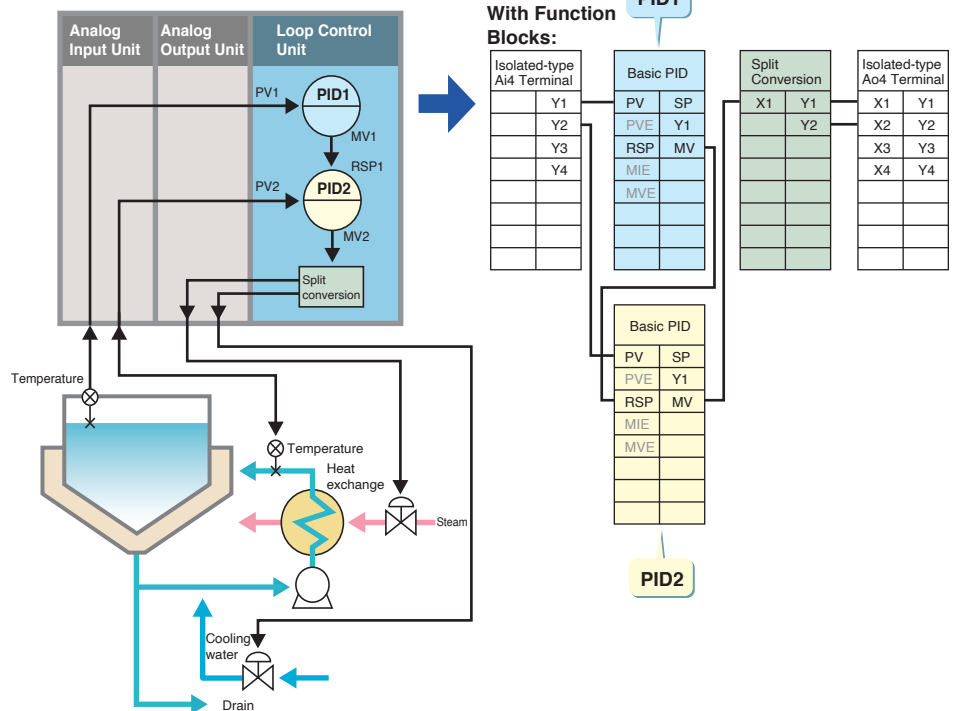 Analog
Input Unit
Analog
Output Unit
Loop Control
Unit
PV1
PID1
MV1
RSP1
PV2
PID2
MV2
Split
conversion
Temperature
Temperature
Heat
exchange
Steam
Cooling
water
Drain
With Function
Blocks:
PID1
Isolated-type
Ai4 Terminal
Y1
Y2
Y3
Y4
Basic PID
PV SP
PVE Y1
RSP MV
MIE
MVE
Split
Conversion
X1 Y1
Y2
Isolated-type
Ao4 Terminal
X1 Y1
X2 Y2
X3 Y3
X4 Y4
Basic PID
PV SP
PVE Y1
RSP MV
MIE
MVE
PID2